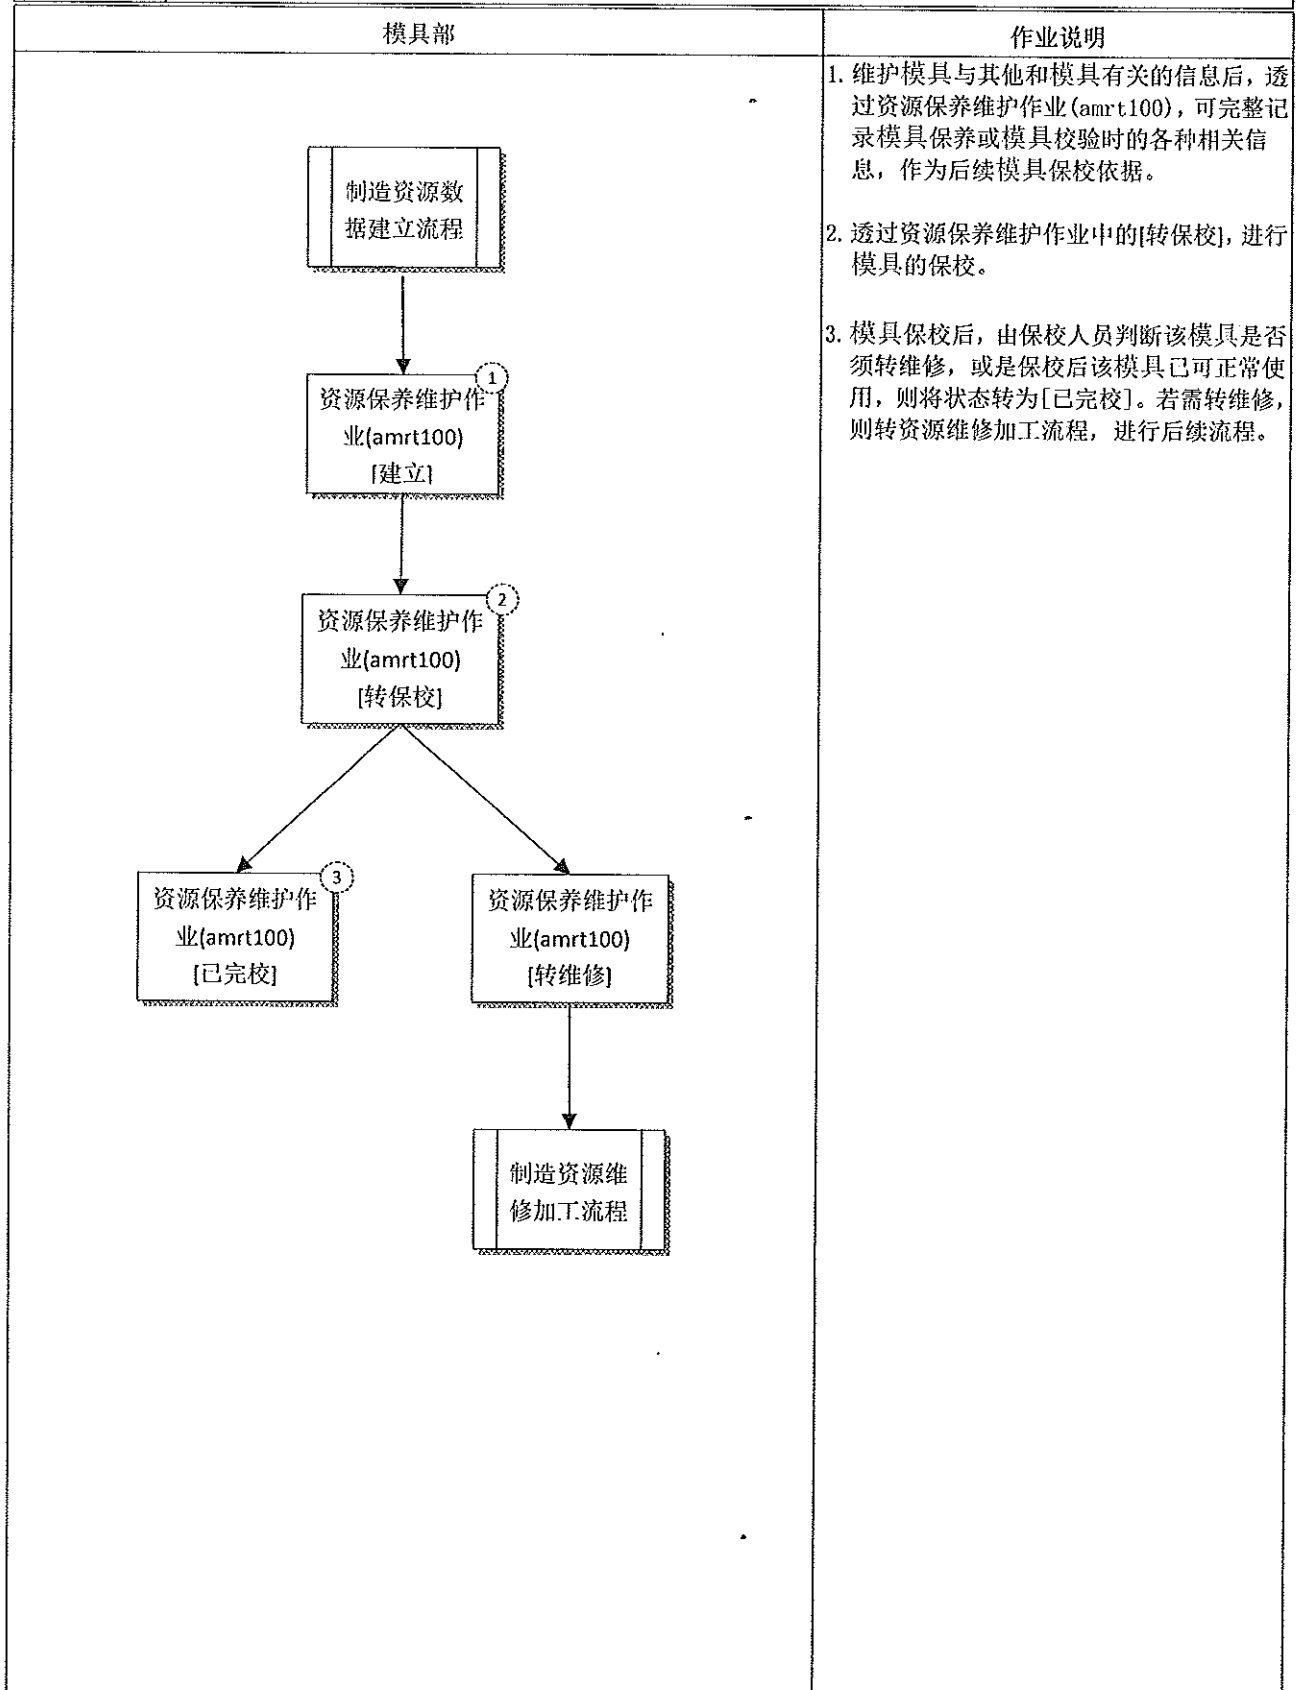 模具部
作业说明
制造资源数
据建立流程
1
资源保养维护作
业(amrt100)
[建立]
2
资源保养维护作
业(amrt100)
[转保校]
3
资源保养维护作
业(amrt100)
[已完校]
资源保养维护作
业(amrt100)
[转维修]
制造资源维
修加工流程
1. 维护模具与其他和模具有关的信息后，透
过资源保养维护作业(amrt100)，可完整记
录模具保养或模具校验时的各种相关信
息，作为后续模具保校依据。
2. 透过资源保养维护作业中的[转保校]，进行
模具的保校。
3. 模具保校后，由保校人员判断该模具是否
须转维修，或是保校后该模具已可正常使
用，则将状态转为[已完校]。若需转维修，
则转资源维修加工流程，进行后续流程。